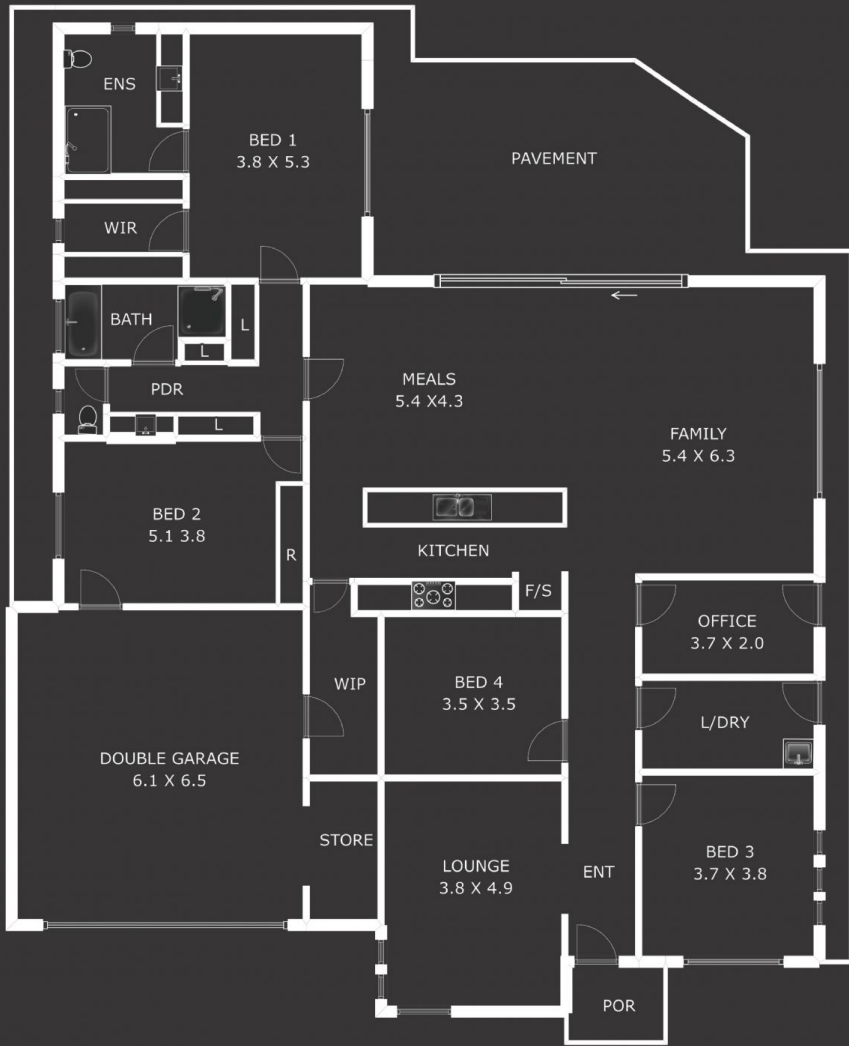 ENS
BED 1
3.8 X 5.3
PAVEMENT
WIR
BATH
L
L
PDR
L
MEALS
5.4 X4.3
FAMILY
5.4 X 6.3
BED 2
5.1 3.8
R
KITCHEN
F/S
OFFICE
3.7 X 2.0
WIP
BED 4
3.5 X 3.5
L/DRY
DOUBLE GARAGE
6.1 X 6.5
STORE
LOUNGE
3.8 X 4.9
ENT
BED 3
3.7 X 3.8
POR